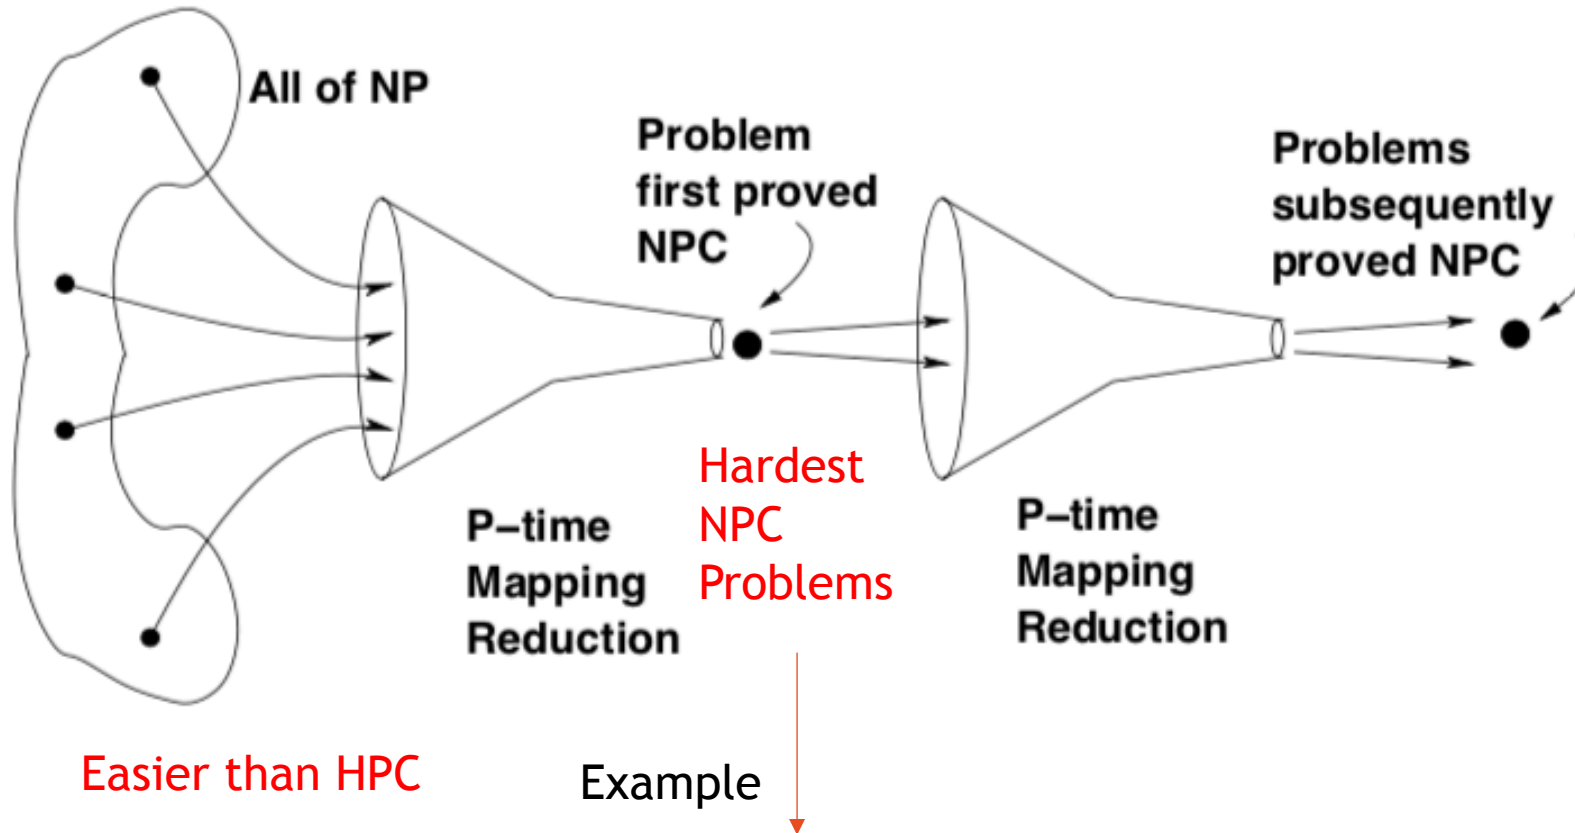 All of NP
Problem
first proved
NPC
Problems
subsequently
proved NPC
Hardest
NPC
Problems
P–time
Mapping
Reduction
P–time
Mapping
Reduction
Easier than HPC
Example